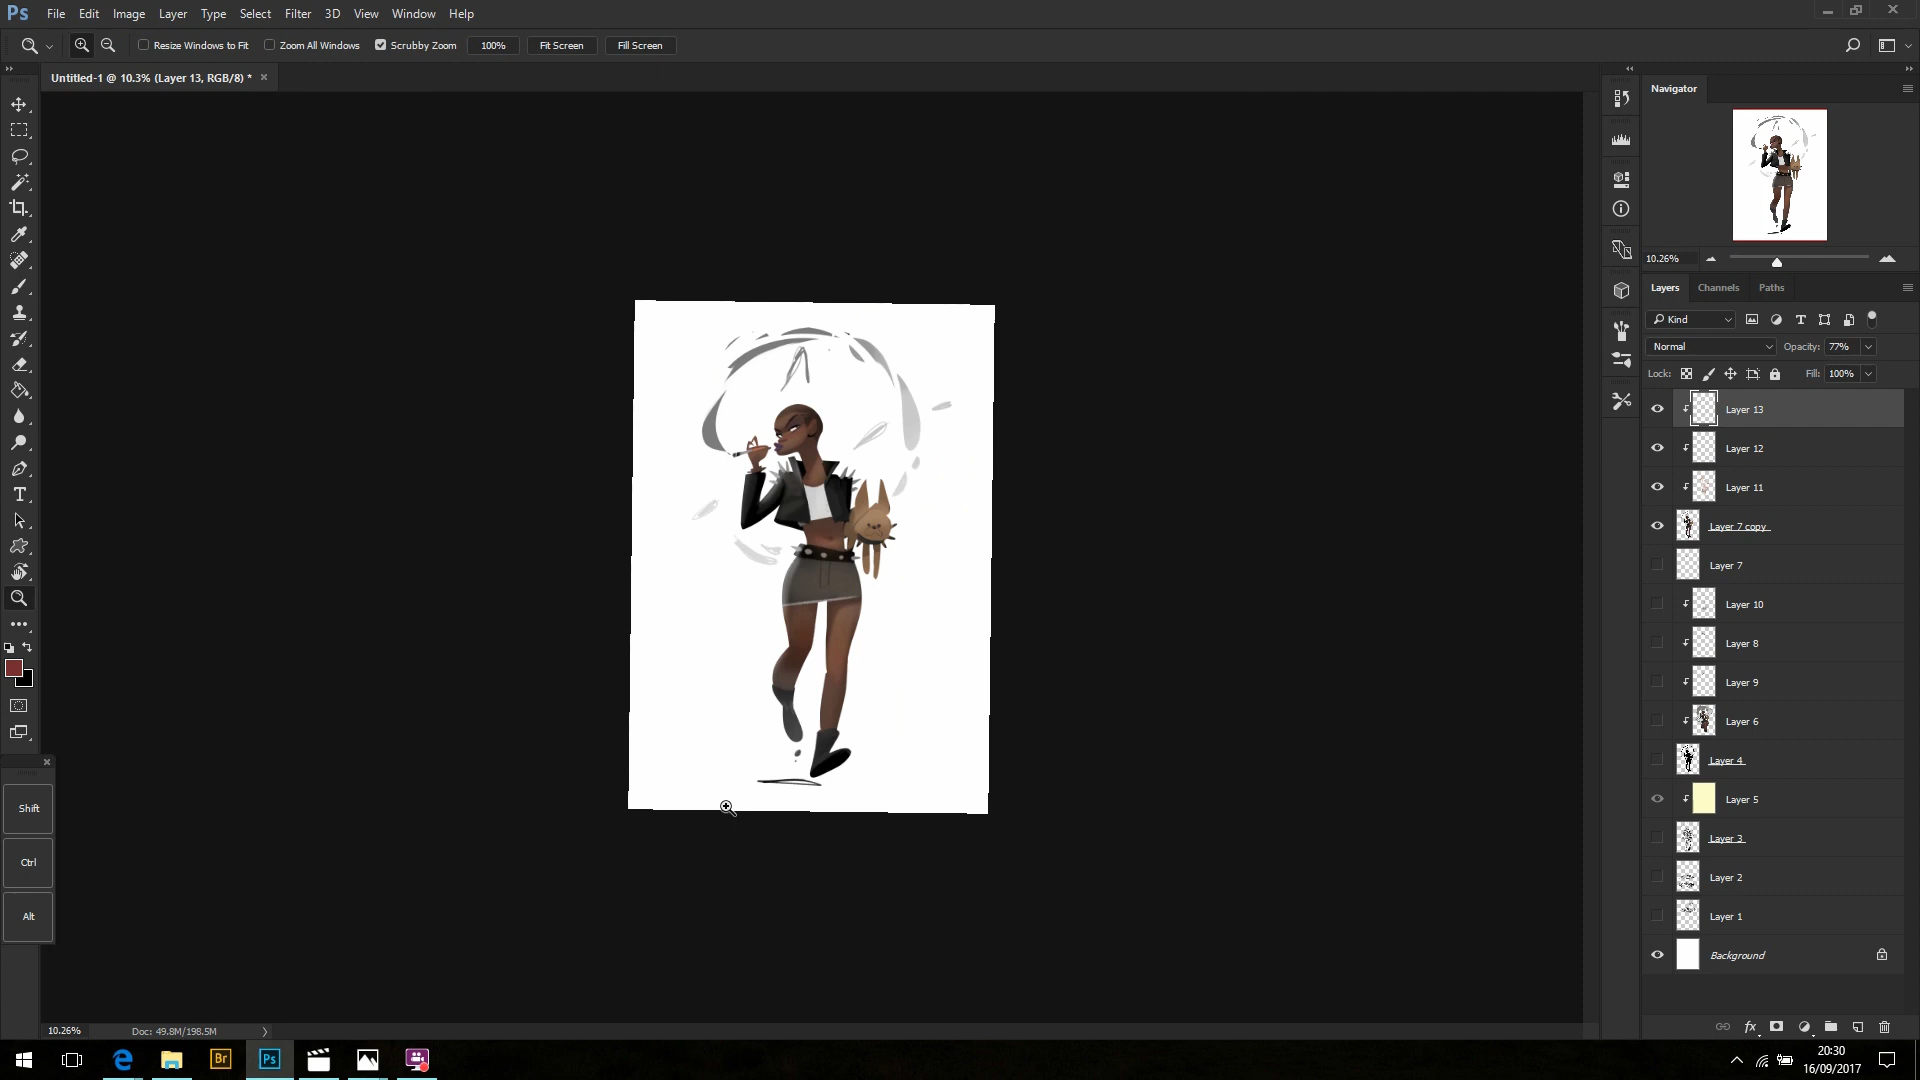 Ps File Edit Image Layer Type Select Filter 3D View Window Help
Resize Windows to Fit Zoom All Windows Scrubby Zoom 100% Fit Screen Fill Screen
Untitled-1 @ 10.3% (Layer 13, RGB/8) *
Navigator
10.26%
Layers Channels Paths
Kind
Normal Opacity: 77%
Lock: Fill: 100%
Layer 13
Layer 12
Layer 11
Layer 7 copy
Layer 7
Layer 10
Layer 8
Layer 9
Layer 6
Layer 4
Layer 5
Layer 3
Layer 2
Layer 1
Background
Shift
Ctrl
Alt
10.26% Doc: 49.8M/198.5M
Br Ps
20:30
16/09/2017